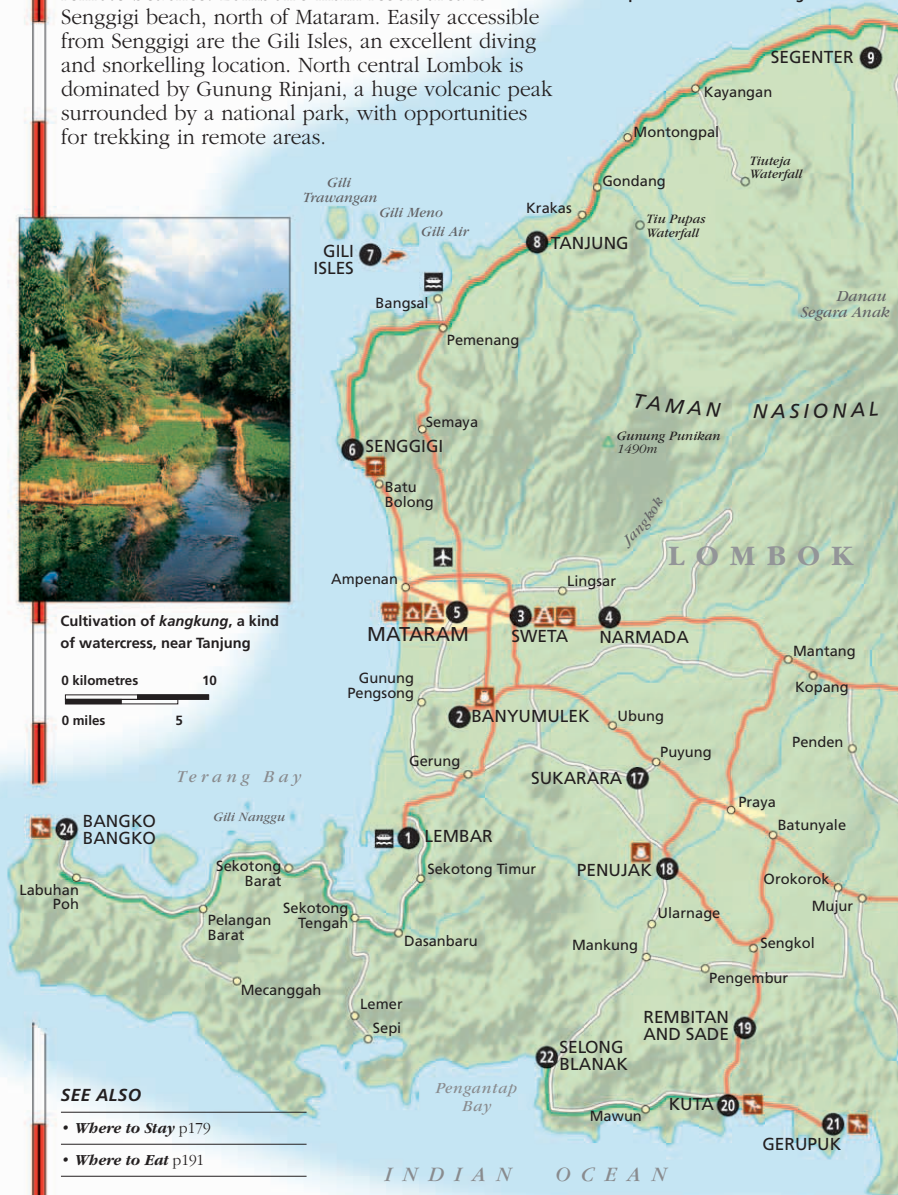 Senggigi beach, north of Mataram. Easily accessible
from Senggigi are the Gili Isles, an excellent diving
and snorkelling location. North central Lombok is
dominated by Gunung Rinjani, a huge volcanic peak
surrounded by a national park, with opportunities
for trekking in remote areas.
SEGENTER 9
Kayangan
Montongpal
Tiuteja
Waterfall
Gili
Trawangan
Gondang
Gili Meno
Krakas
Tiu Pupas
Waterfall
Gili Air
8 TANJUNG
GILI
ISLES 7
Bangsal
Danau
Segara Anak
Pemenang
TAMAN NASIONAL
Semaya
Gunung Punikan
1490m
6 SENGGIGI
Batu
Bolong
Jangkok
LOMBOK
Ampenan
Lingsar
5
MATARAM
3
SWETA
4
NARMADA
Cultivation of kangkung, a kind
of watercress, near Tanjung
0 kilometres 10
0 miles 5
Mantang
Kopang
Gunung
Pengsong
2 BANYUMULEK
Ubung
Penden
Puyung
Gerung
SUKARARA 17
Terang Bay
Praya
Gili Nanggu
24 BANGKO
BANGKO
Batunyale
1 LEMBAR
PENUJAK 18
Sekotong
Barat
Sekotong Timur
Orokorok
Labuhan
Poh
Mujur
Sekotong
Tengah
Pelangan
Barat
Ularnage
Dasanbaru
Mankung
Sengkol
Pengembur
Mecanggah
Lemer
Sepi
REMBITAN
AND SADE 19
22 SELONG
BLANAK
Pengantap
Bay
SEE ALSO
• Where to Stay p179
• Where to Eat p191
Mawun
KUTA 20
21
GERUPUK
INDIAN OCEAN